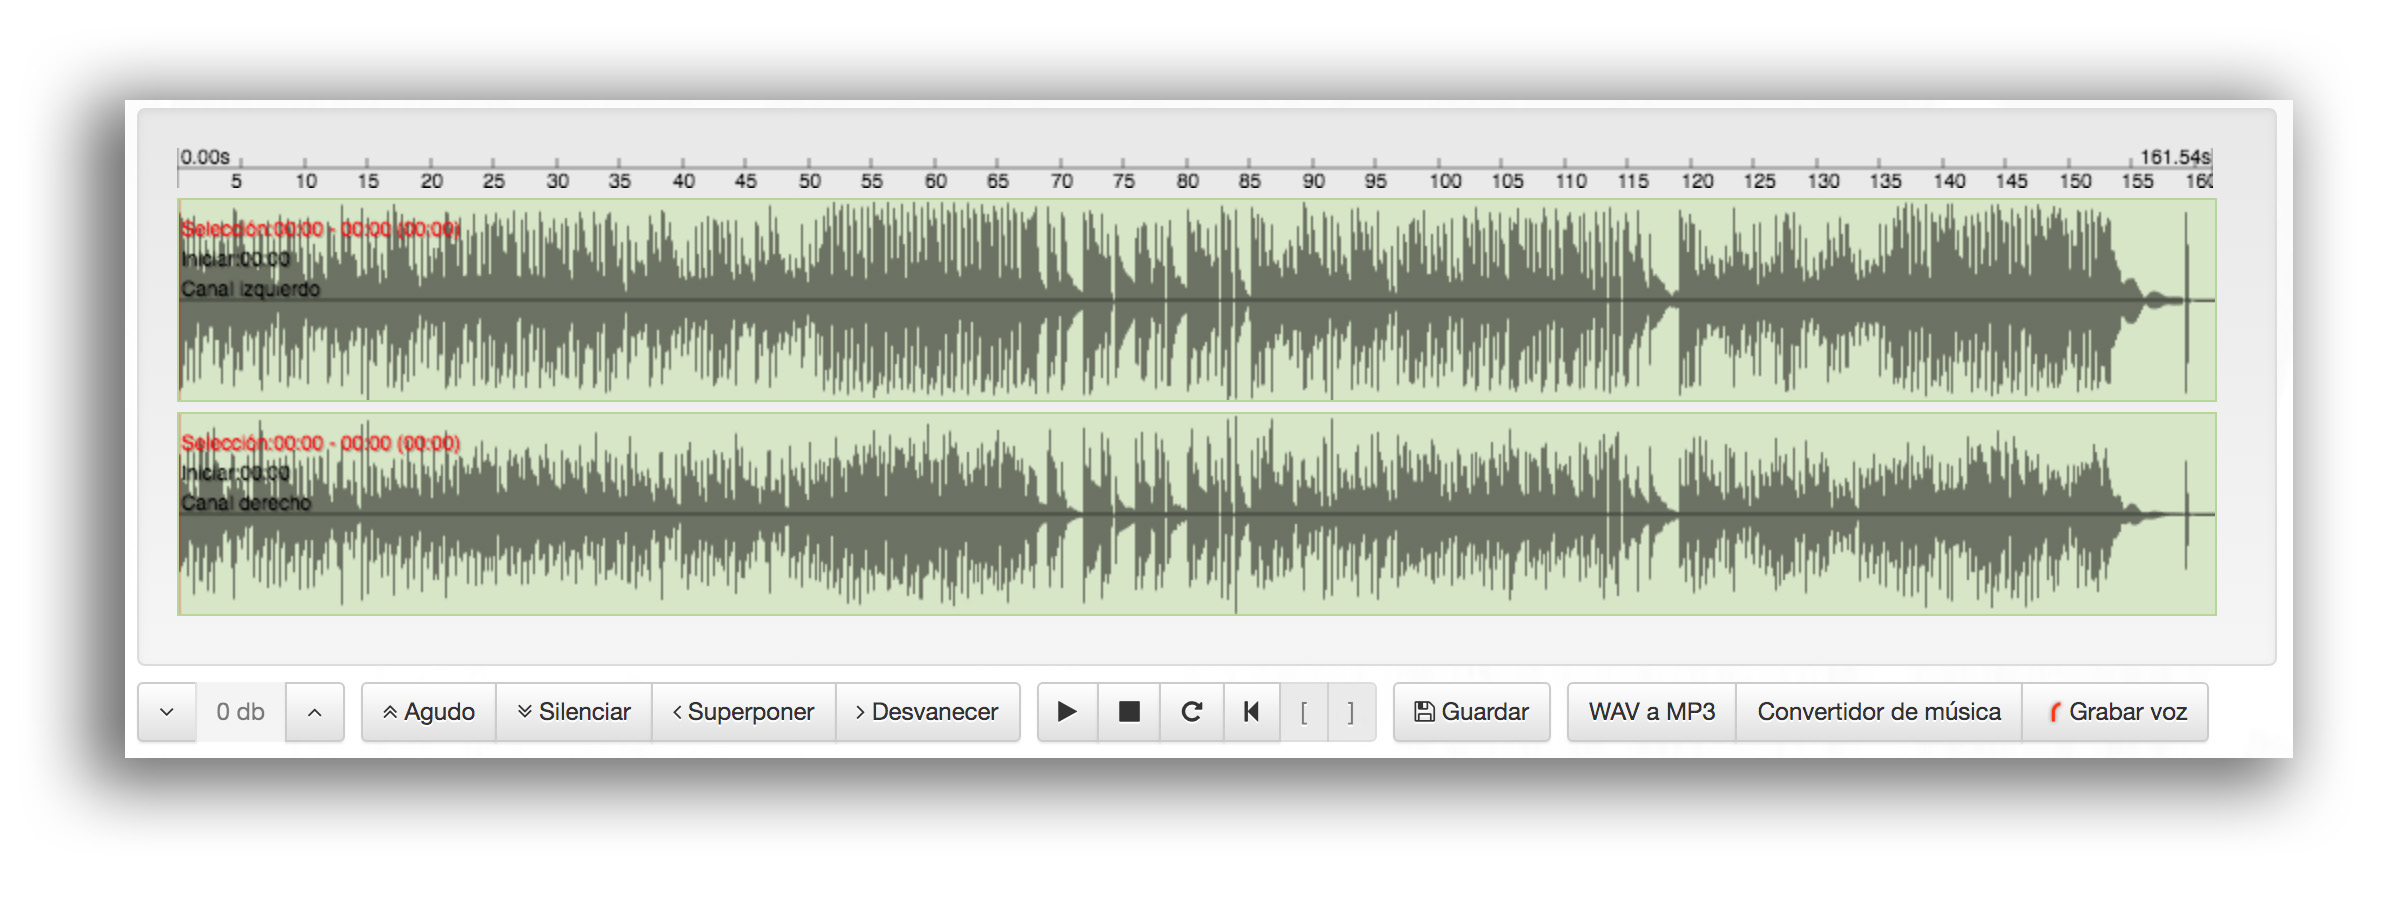 0.00s 161.54s
5 10 15 20 25 30 35 40 45 50 55 60 65 70 75 80 85 90 95 100 105 110 115 120 125 130 135 140 145 150 155 160
Selección:00:00 - 00:00 (00:00)
Iniciar:00:00
Canal izquierdo
Selección:00:00 - 00:00 (00:00)
Iniciar:00:00
Canal derecho
0 db Agudo Silenciar Superponer Desvanecer [ ] Guardar WAV a MP3 Convertidor de música Grabar voz